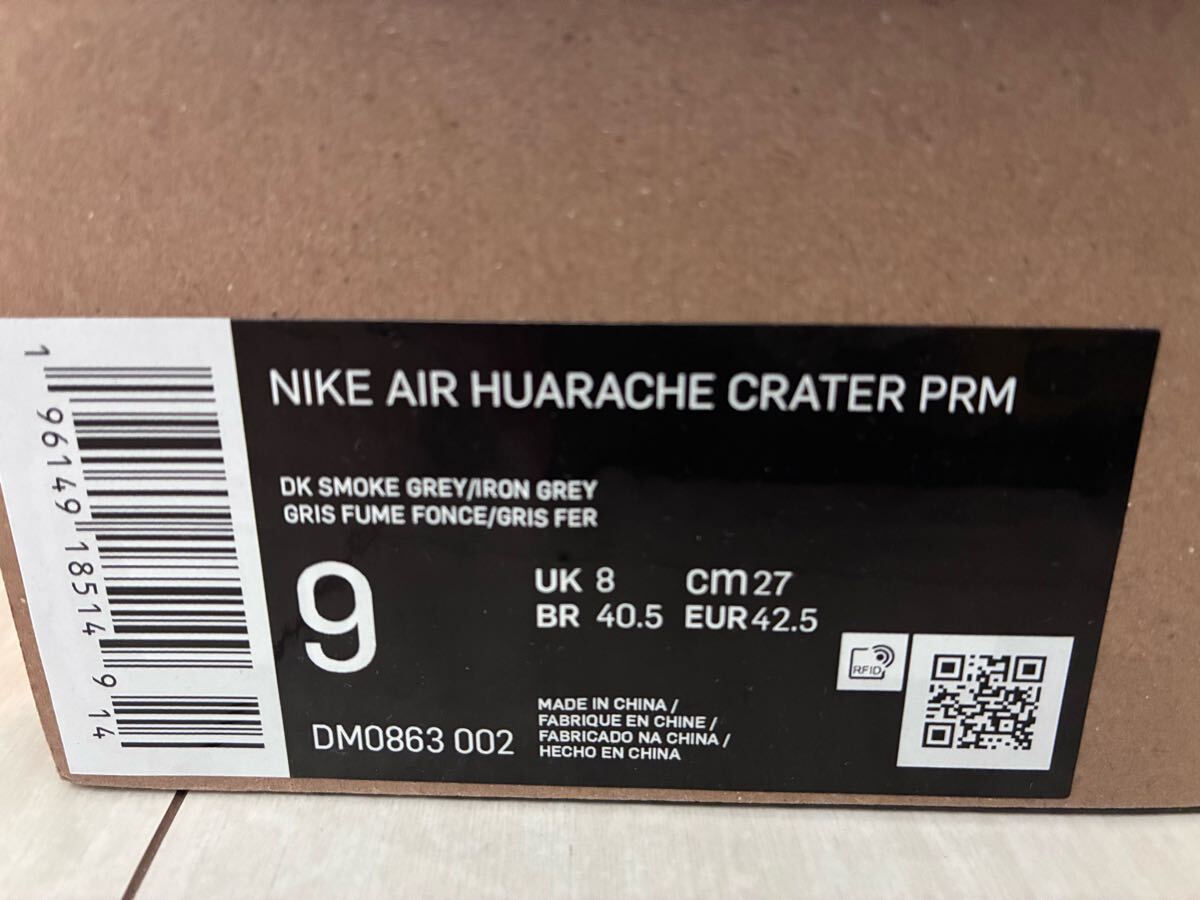 NIKE AIR HUARACHE CRATER PRM
DK SMOKE GREY/IRON GREY
GRIS FUME FONCE/GRIS FER
9
UK 8 cm 27
BR 40.5 EUR 42.5
RFID
DM0863 002
MADE IN CHINA /
FABRIQUE EN CHINE /
FABRICADO NA CHINA /
HECHO EN CHINA
1 96149 18514 9 14